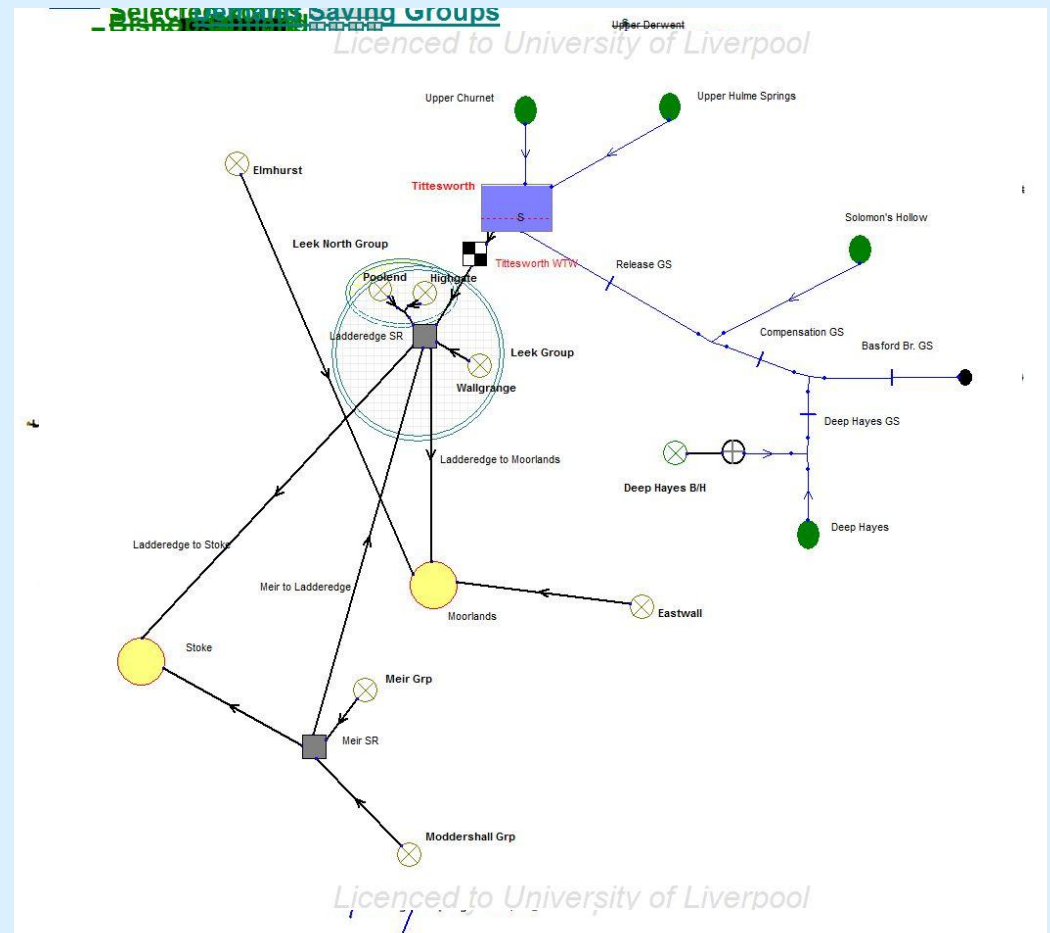 Saving Groups
Upper Derwent
Licenced to University of Liverpool
Upper Churnet
Upper Hulme Springs
Elmhurst
Tittesworth
S
Solomon's Hollow
Leek North Group
Tittesworth WTW
Release GS
Poolend
Highgate
Ladderedge SR
Compensation GS
Basford Br. GS
Leek Group
Wallgrange
Deep Hayes GS
Ladderedge to Moorlands
Deep Hayes B/H
Deep Hayes
Ladderedge to Stoke
Meir to Ladderedge
Moorlands
Eastwall
Stoke
Meir Grp
Meir SR
Moddershall Grp
Licenced to University of Liverpool